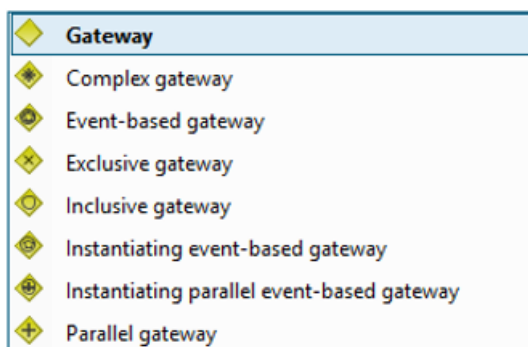 Gateway
Complex gateway
Event-based gateway
Exclusive gateway
Inclusive gateway
Instantiating event-based gateway
Instantiating parallel event-based gateway
Parallel gateway